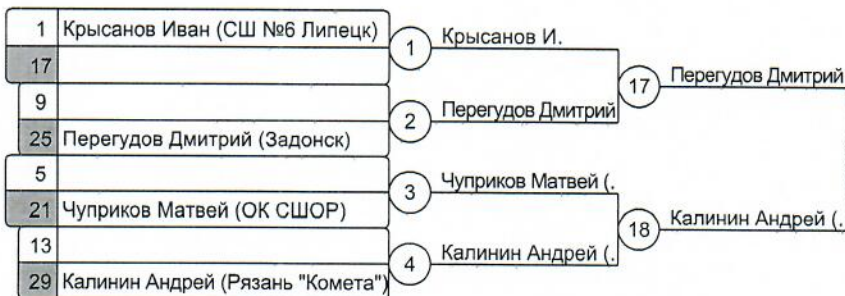 1 Крысанов Иван (СШ №6 Липецк)
17
1 Крысанов И.
9
25 Перегудов Дмитрий (Задонск)
2 Перегудов Дмитрий
17 Перегудов Дмитрий
5
21 Чуприков Матвей (ОК СШОР)
3 Чуприков Матвей (.
13
29 Калинин Андрей (Рязань "Комета")
4 Калинин Андрей (.
18 Калинин Андрей (.